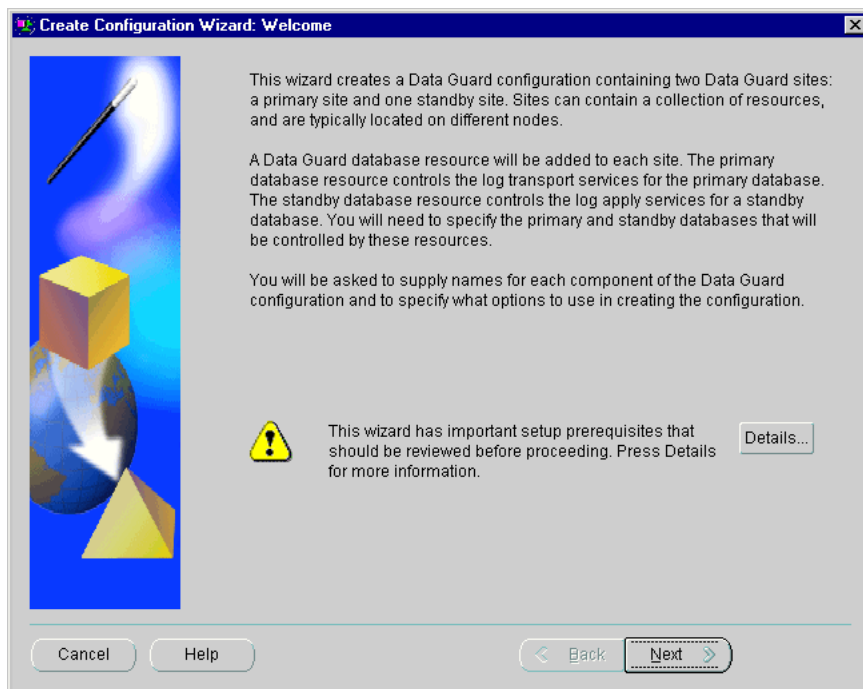 Create Configuration Wizard: Welcome
This wizard creates a Data Guard configuration containing two Data Guard sites:
a primary site and one standby site. Sites can contain a collection of resources,
and are typically located on different nodes.
A Data Guard database resource will be added to each site. The primary
database resource controls the log transport services for the primary database.
The standby database resource controls the log apply services for a standby
database. You will need to specify the primary and standby databases that will
be controlled by these resources.
You will be asked to supply names for each component of the Data Guard
configuration and to specify what options to use in creating the configuration.
This wizard has important setup prerequisites that
should be reviewed before proceeding. Press Details
for more information.
Details...
Cancel
Help
Back
Next